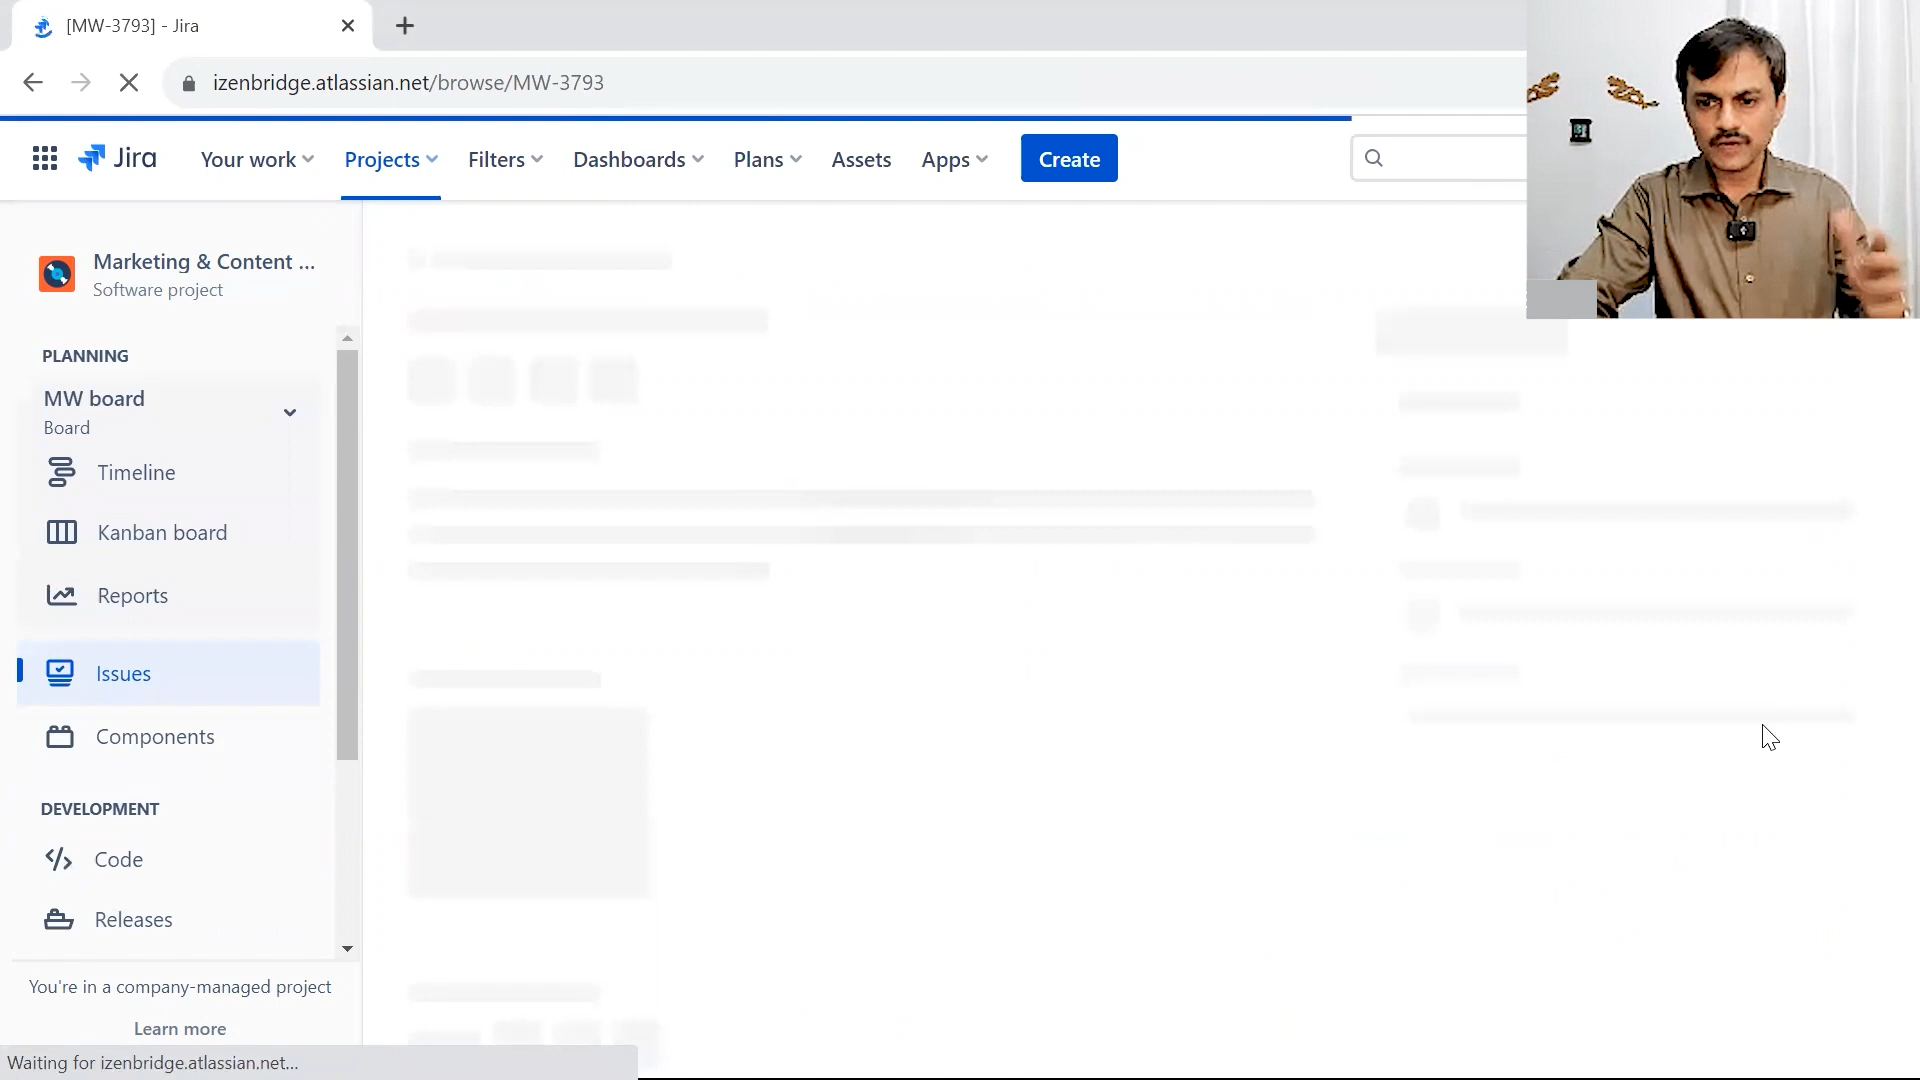 [MW-3793] - Jira
izenbridge.atlassian.net/browse/MW-3793
Jira
Your work
Projects
Filters
Dashboards
Plans
Assets
Apps
Create
Marketing & Content ...
Software project
PLANNING
MW board
Board
Timeline
Kanban board
Reports
Issues
Components
DEVELOPMENT
Code
Releases
You're in a company-managed project
Learn more
Waiting for izenbridge.atlassian.net...